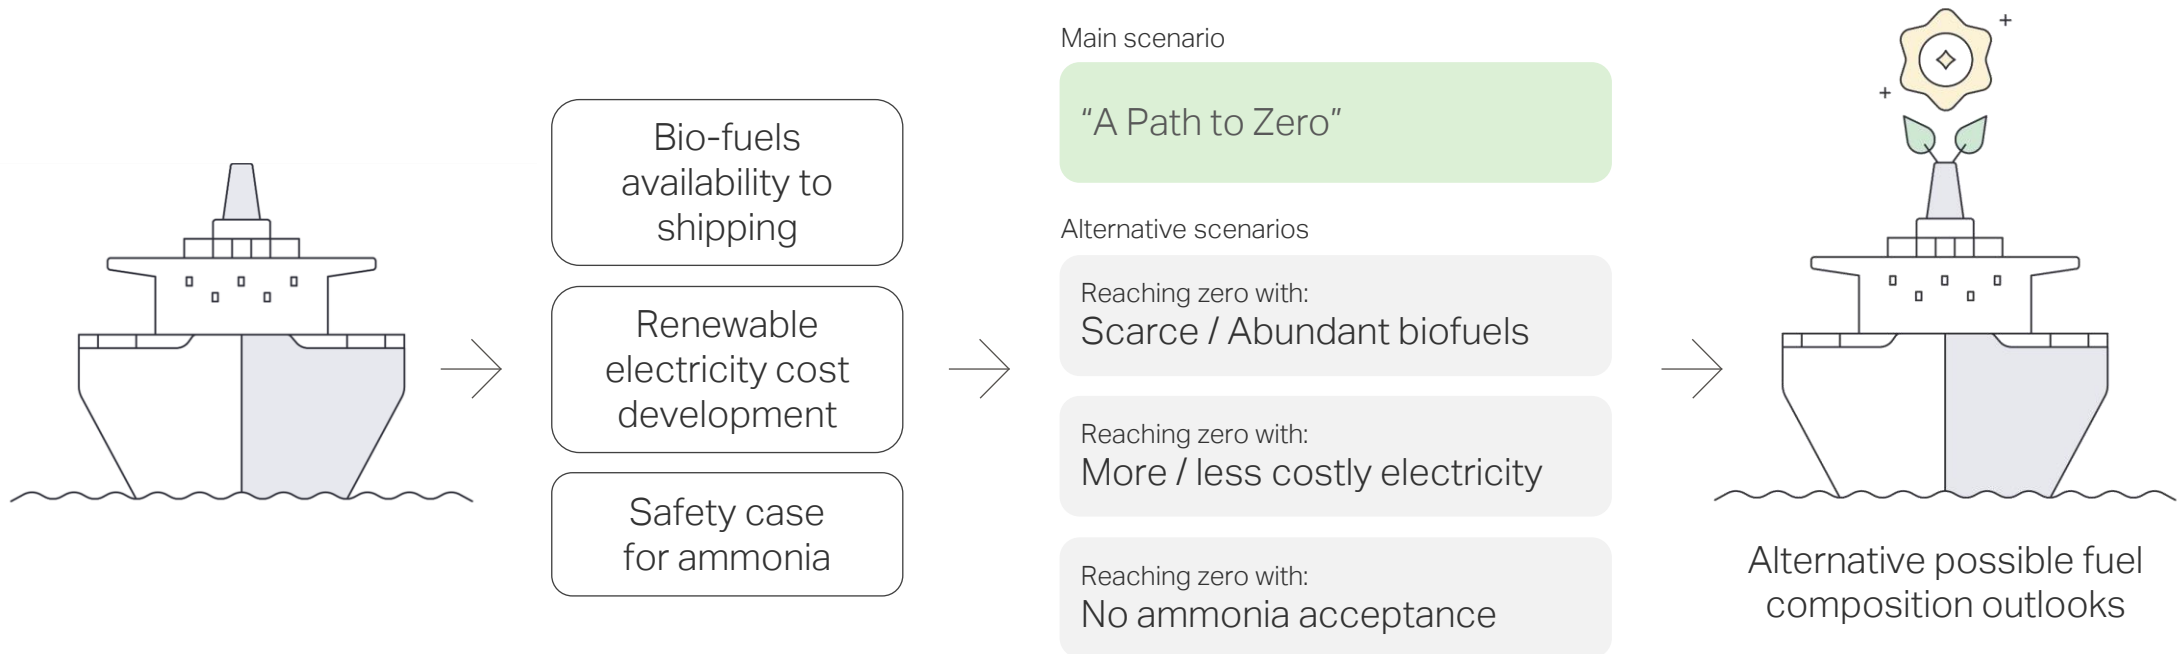 Bio-fuels
availability to
shipping
Renewable
electricity cost
development
Safety case
for ammonia
Main scenario
“A Path to Zero”
Alternative scenarios
Reaching zero with:
Scarce / Abundant biofuels
Reaching zero with:
More / less costly electricity
Reaching zero with:
No ammonia acceptance
Alternative possible fuel
composition outlooks